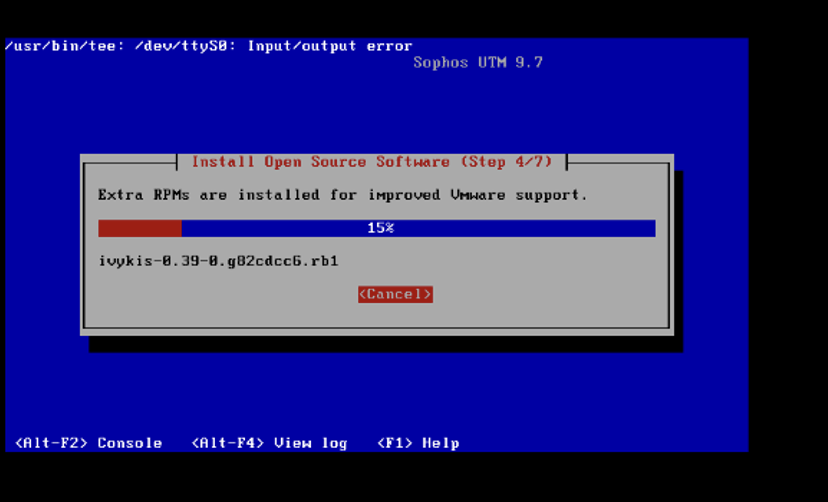 /usr/bin/tee: /dev/ttyS0: Input/output error
Sophos UTM 9.7
Install Open Source Software (Step 4/7)
Extra RPMs are installed for improved Vmware support.
15%
ivykis-0.39-0.g82cdcc6.rb1
<Cancel>
<Alt-F2> Console <Alt-F4> View log <F1> Help